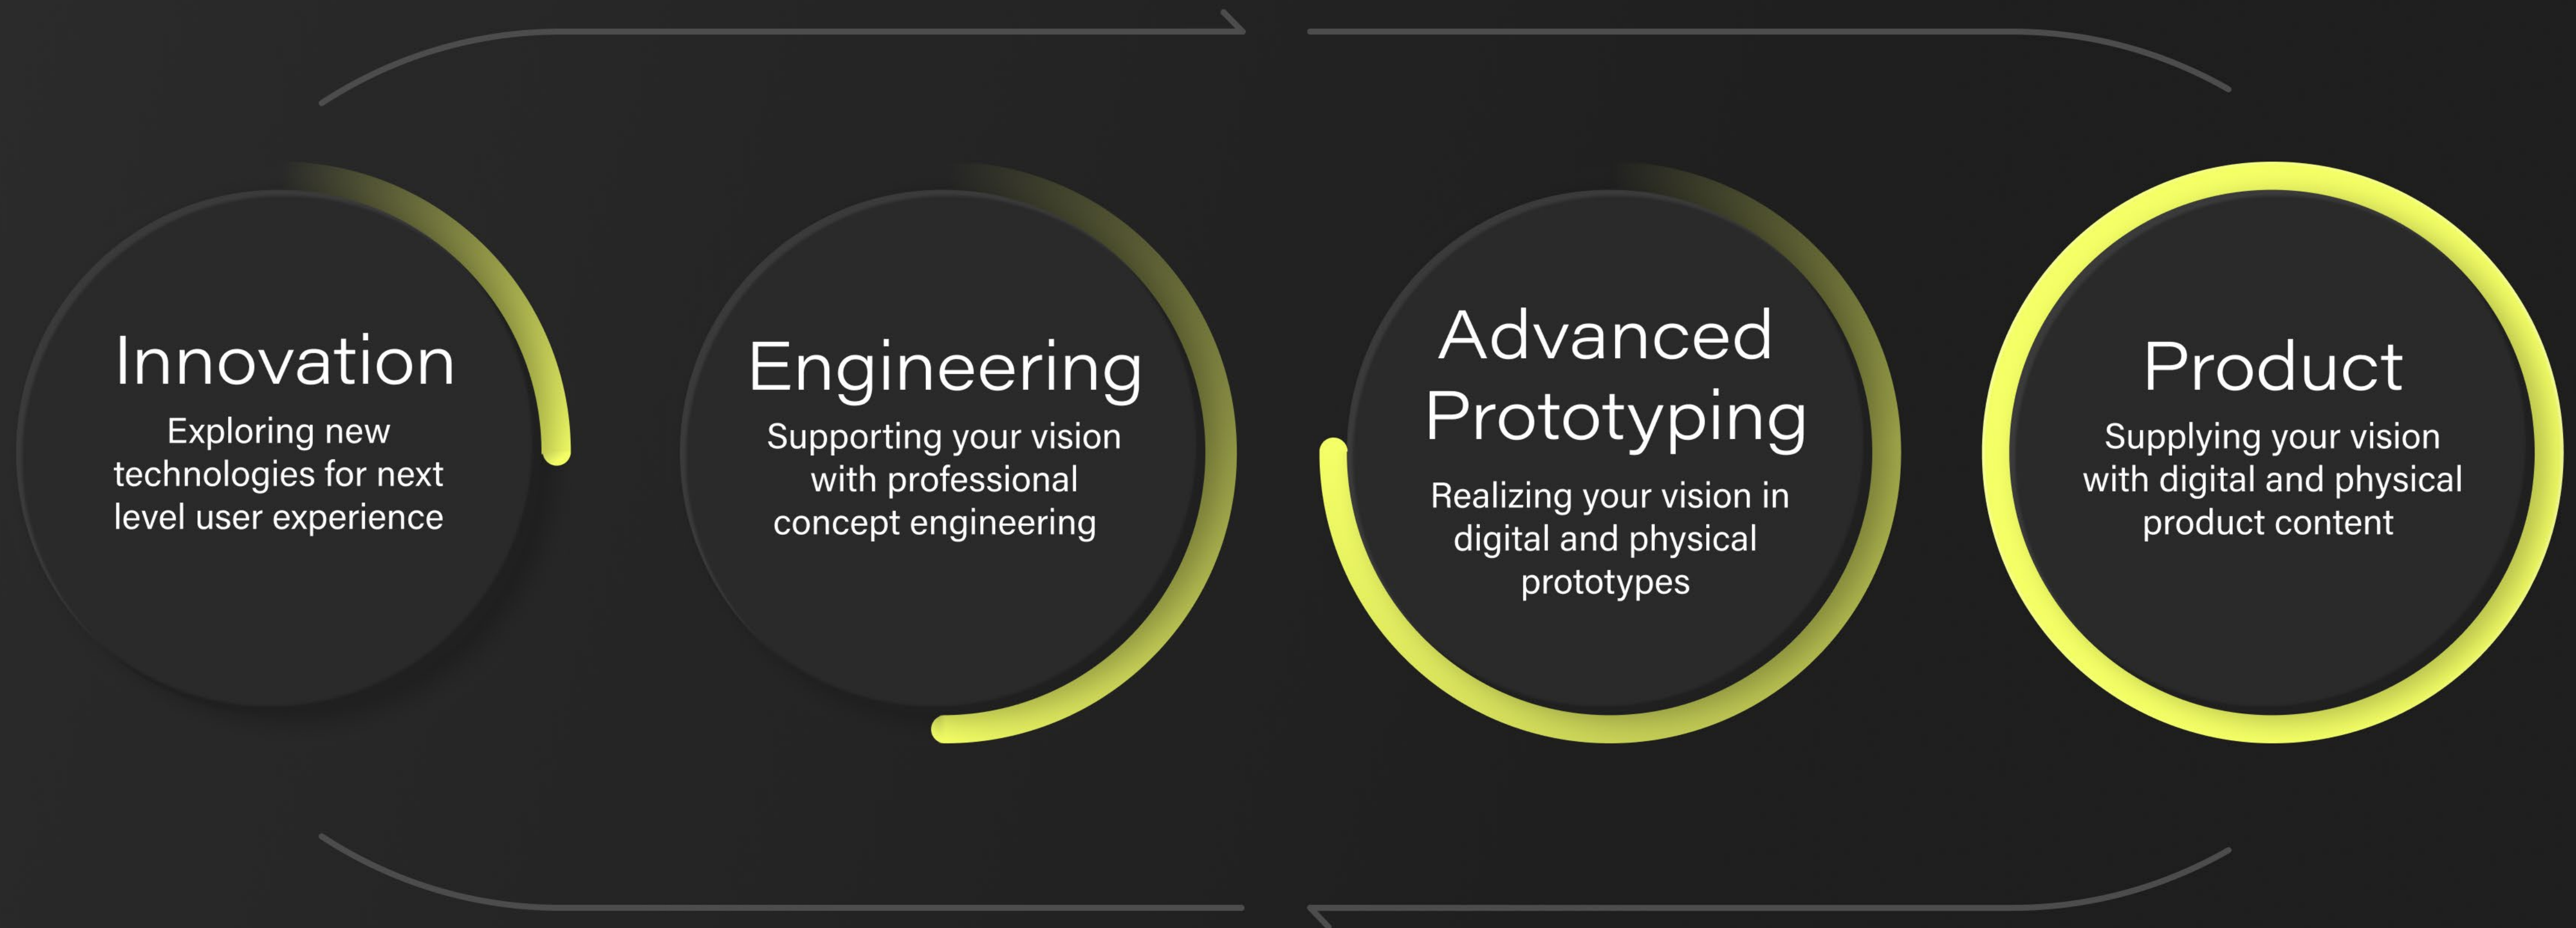 Innovation
Exploring new
technologies for next
level user experience
Engineering
Supporting your vision
with professional
concept engineering
Advanced
Prototyping
Realizing your vision in
digital and physical
prototypes
Product
Supplying your vision
with digital and physical
product content